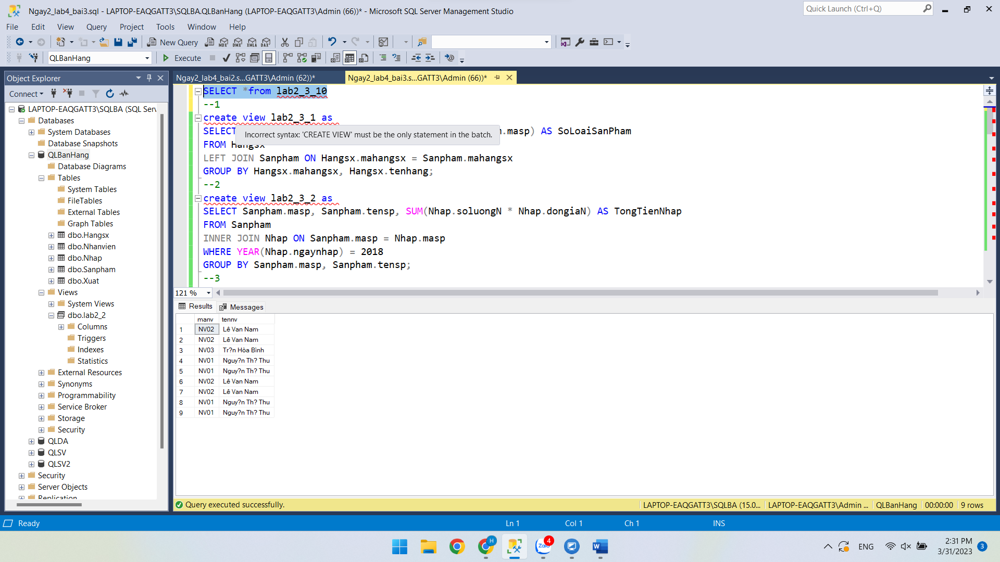 Ngay2_lab4_bai3.sql - LAPTOP-EAQGATT3\SQLBA.QLBanHang (LAPTOP-EAQGATT3\Admin (66))* - Microsoft SQL Server Management Studio
Quick Launch (Ctrl+Q)
File Edit View Query Project Tools Window Help
New Query
MDX DMX XMLA DAX
QLBanHang
Execute
Object Explorer
Ngay2_lab4_bai2.s...GATT3\Admin (62))*
Ngay2_lab4_bai3.s...GATT3\Admin (66))*
Connect
LAPTOP-EAQGATT3\SQLBA (SQL Serv
Databases
System Databases
Database Snapshots
QLBanHang
Database Diagrams
Tables
System Tables
FileTables
External Tables
Graph Tables
dbo.Hangsx
dbo.Nhanvien
dbo.Nhap
dbo.Sanpham
dbo.Xuat
Views
System Views
dbo.lab2_2
Columns
Triggers
Indexes
Statistics
External Resources
Synonyms
Programmability
Service Broker
Storage
Security
QLDA
QLSV
QLSV2
Security
Server Objects
Replication
SELECT *from lab2_3_10
--1
create view lab2_3_1 as
SELECT .masp) AS SoLoaiSanPham
Incorrect syntax: 'CREATE VIEW' must be the only statement in the batch.
FROM Hangsx
LEFT JOIN Sanpham ON Hangsx.mahangsx = Sanpham.mahangsx
GROUP BY Hangsx.mahangsx, Hangsx.tenhang;
--2
create view lab2_3_2 as
SELECT Sanpham.masp, Sanpham.tensp, SUM(Nhap.soluongN * Nhap.dongiaN) AS TongTienNhap
FROM Sanpham
INNER JOIN Nhap ON Sanpham.masp = Nhap.masp
WHERE YEAR(Nhap.ngaynhap) = 2018
GROUP BY Sanpham.masp, Sanpham.tensp;
--3
121 %
Results Messages
manv tennv
1 NV02 Lê Van Nam
2 NV02 Lê Van Nam
3 NV03 Tr?n Hòa Bình
4 NV01 Nguy?n Th? Thu
5 NV01 Nguy?n Th? Thu
6 NV02 Lê Van Nam
7 NV02 Lê Van Nam
8 NV01 Nguy?n Th? Thu
9 NV01 Nguy?n Th? Thu
Query executed successfully.
LAPTOP-EAQGATT3\SQLBA (15.0... LAPTOP-EAQGATT3\Admin ... QLBanHang 00:00:00 9 rows
Ready
Ln 1
Col 1
Ch 1
INS
H
Zalo
4
W
ENG
2:31 PM
3/31/2023
3